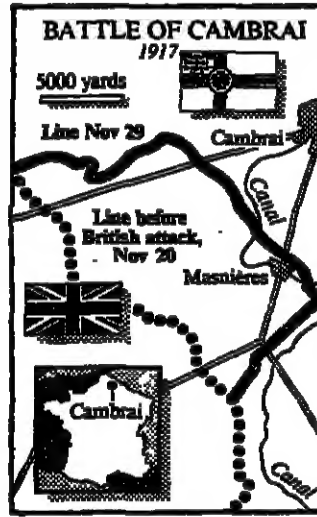 BATTLE OF CAMBRAI
1917
5000 yards
Line Nov 29
Cambrai
Canal
Line before
British attack,
Nov 20
Masnières
Cambrai
Canal